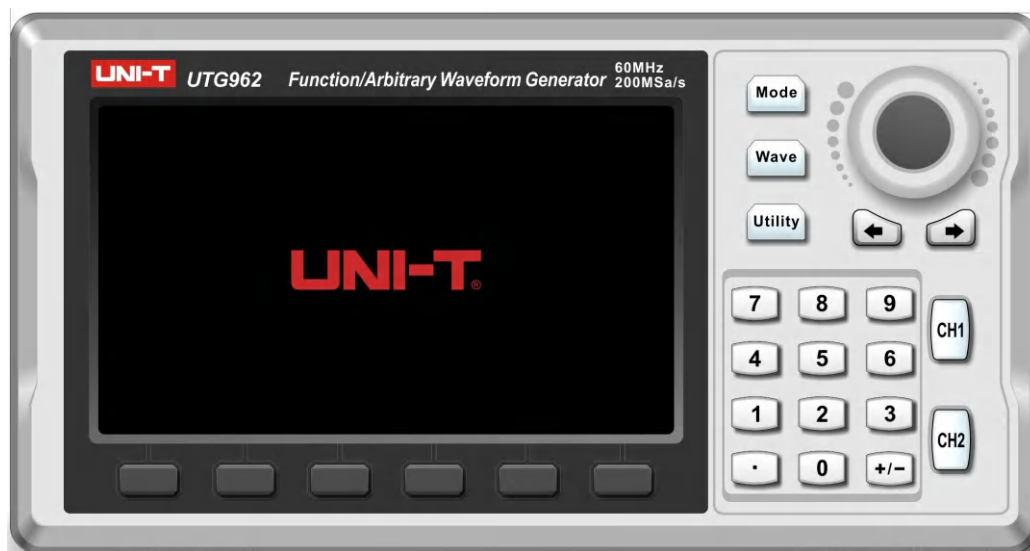 UNI-T UTG962 Function/Arbitrary Waveform Generator 60MHz
200MSa/s
Mode
Wave
Utility
UNI-T®
7 8 9
CH1
4 5 6
1 2 3
CH2
. 0 +/−